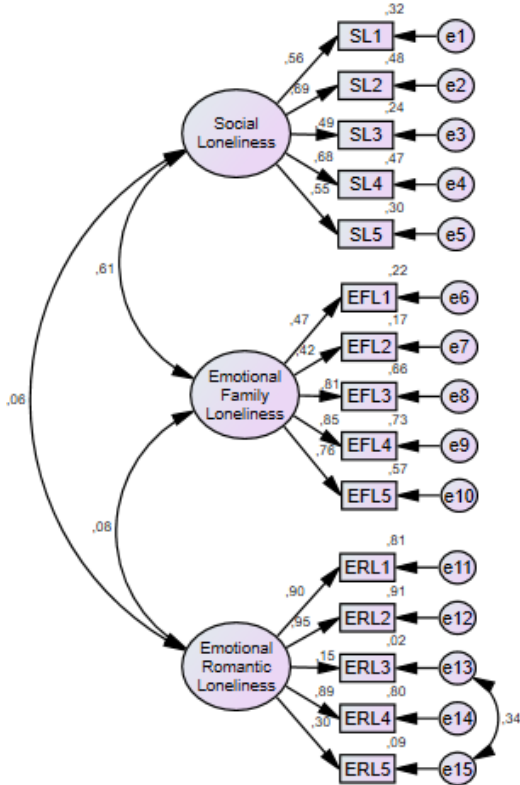 ,32
SL1
e1
,56
,48
SL2
e2
,69
,24
Social
Loneliness
,49
SL3
e3
,68
,47
SL4
e4
,55
,30
SL5
e5
,61
,22
EFL1
e6
,47
,17
EFL2
e7
,42
,66
Emotional
Family
Loneliness
,81
EFL3
e8
,06
,85
,73
EFL4
e9
,76
,57
EFL5
e10
,08
,81
ERL1
e11
,90
,91
ERL2
e12
,95
,02
Emotional
Romantic
Loneliness
,15
ERL3
e13
,89
,80
ERL4
e14
,34
,30
,09
ERL5
e15